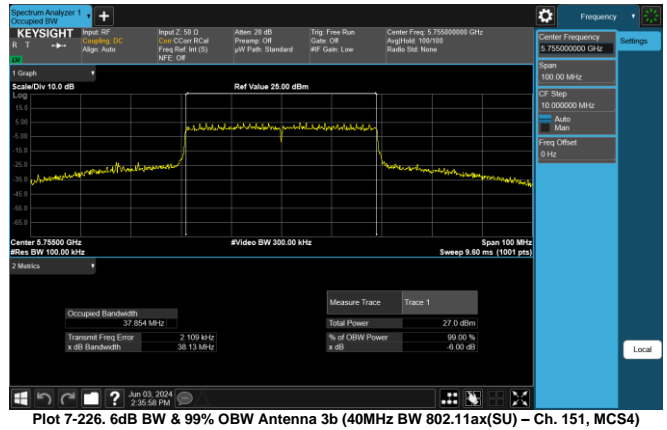 Spectrum Analyzer 1
Occupied BW
Frequency
KEYSIGHT
R T
Input: RF
Coupling: DC
Align: Auto
Input Z: 50 Ω
Corr CCorr RCal
Freq Ref: Int (S)
NFE: Off
Atten: 20 dB
Preamp: Off
µW Path: Standard
Trig: Free Run
Gate: Off
#IF Gain: Low
Center Freq: 5.755000000 GHz
Avg|Hold: 100/100
Radio Std: None
Center Frequency
5.755000000 GHz
Settings
Span
100.00 MHz
CF Step
10.000000 MHz
Auto
Man
Freq Offset
0 Hz
Local
1 Graph
Scale/Div 10.0 dB
Ref Value 25.00 dBm
Log
15.0
5.00
-5.00
-15.0
-25.0
-35.0
-45.0
-55.0
-65.0
Center 5.75500 GHz
#Video BW 300.00 kHz
Span 100 MHz
#Res BW 100.00 kHz
Sweep 9.60 ms (1001 pts)
2 Metrics
Measure Trace
Trace 1
Occupied Bandwidth
37.854 MHz
Total Power
27.0 dBm
Transmit Freq Error
2.109 kHz
% of OBW Power
99.00 %
x dB Bandwidth
38.13 MHz
x dB
-6.00 dB
Jun 03, 2024
2:35:58 PM
Plot 7-226. 6dB BW & 99% OBW Antenna 3b (40MHz BW 802.11ax(SU) – Ch. 151, MCS4)